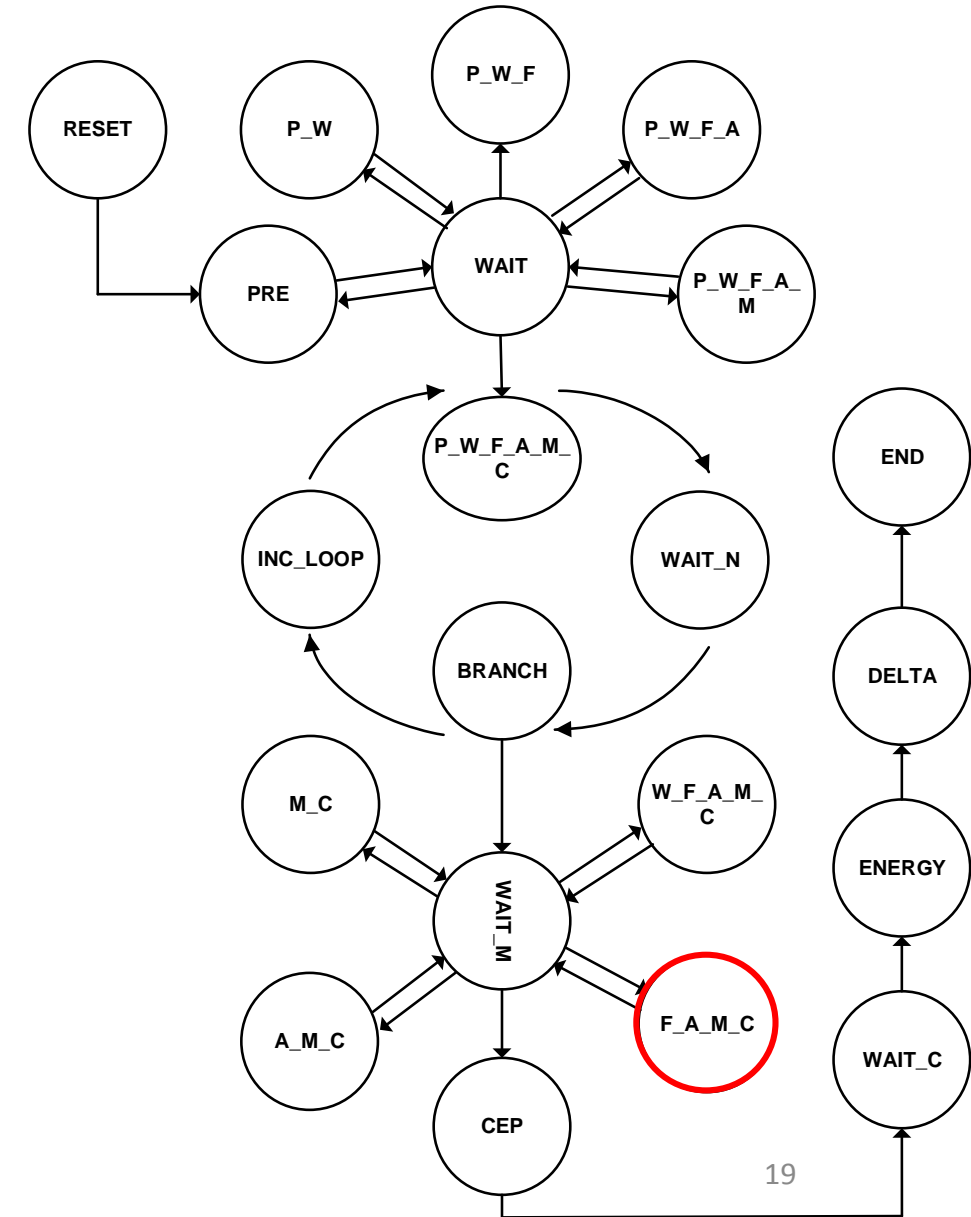 P_W_F
RESET
P_W
P_W_F_A
WAIT
PRE
P_W_F_A_
M
P_W_F_A_M_
C
END
INC_LOOP
WAIT_N
BRANCH
DELTA
M_C
W_F_A_M_
C
ENERGY
WAIT_M
F_A_M_C
A_M_C
WAIT_C
CEP
19